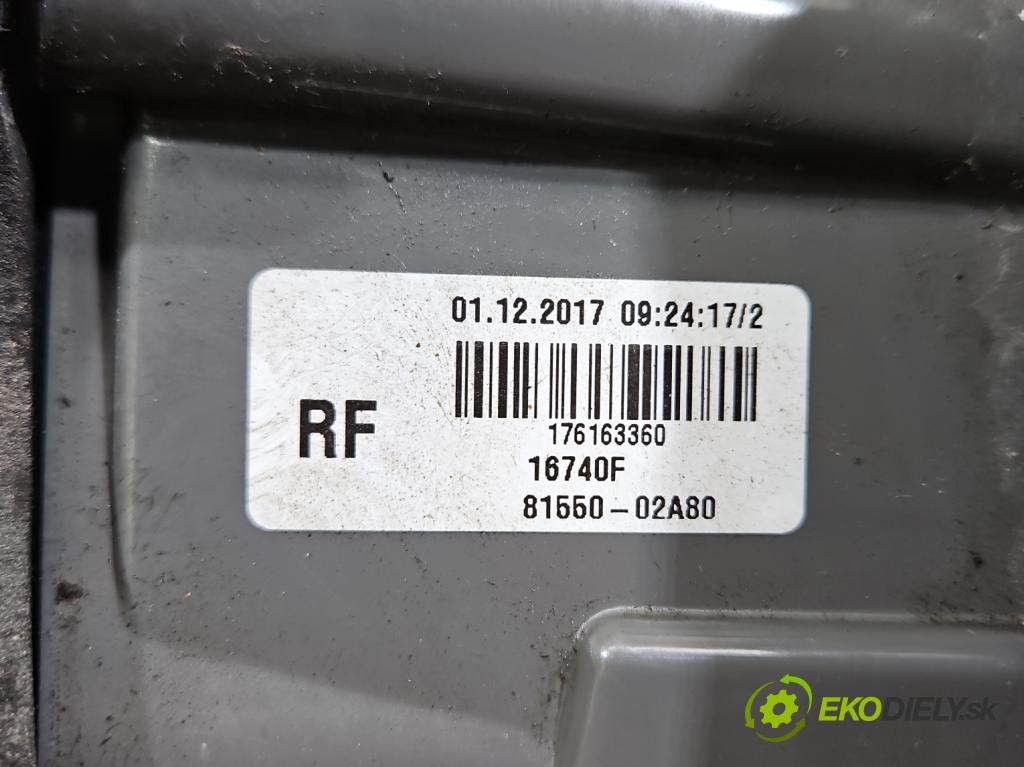 01.12.2017 09:24:17/2
RF
176163360
16740F
81550-02A80
EKODIELY.sk